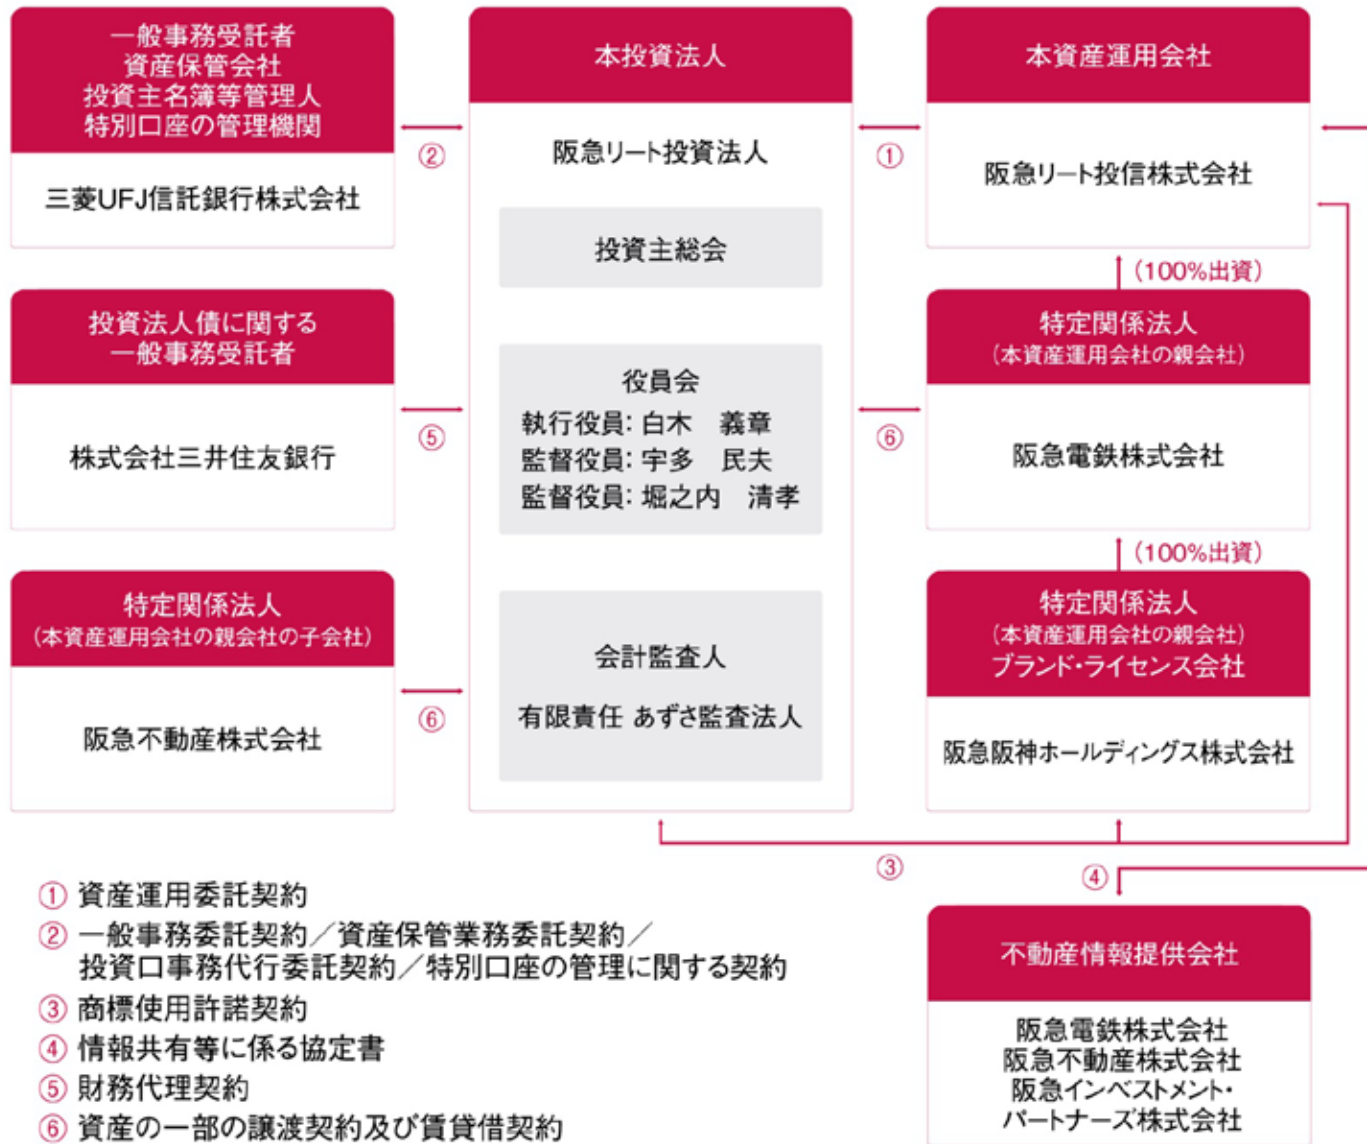 一般事務受託者
資産保管会社
投資主名簿等管理人
特別口座の管理機関
三菱UFJ信託銀行株式会社
②
投資法人債に関する
一般事務受託者
株式会社三井住友銀行
⑤
特定関係法人
（本資産運用会社の親会社の子会社）
阪急不動産株式会社
⑥
本投資法人
阪急リート投資法人
投資主総会
役員会
執行役員：白木　義章
監督役員：宇多　民夫
監督役員：堀之内　清孝
会計監査人
有限責任 あずさ監査法人
①
本資産運用会社
阪急リート投信株式会社
（100%出資）
⑥
特定関係法人
（本資産運用会社の親会社）
阪急電鉄株式会社
（100%出資）
特定関係法人
（本資産運用会社の親会社）
ブランド・ライセンス会社
阪急阪神ホールディングス株式会社
③
④
不動産情報提供会社
阪急電鉄株式会社
阪急不動産株式会社
阪急インベストメント・
パートナーズ株式会社
① 資産運用委託契約
② 一般事務委託契約／資産保管業務委託契約／
投資口事務代行委託契約／特別口座の管理に関する契約
③ 商標使用許諾契約
④ 情報共有等に係る協定書
⑤ 財務代理契約
⑥ 資産の一部の譲渡契約及び賃貸借契約